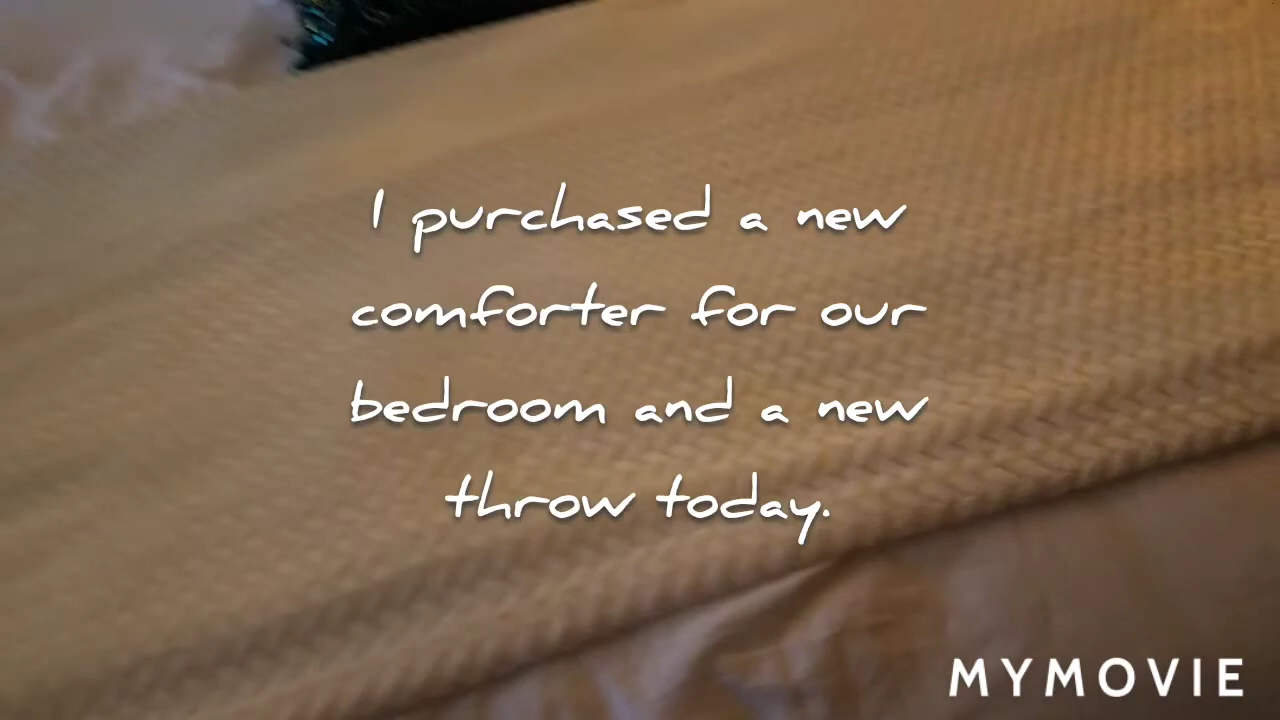 I purchased a new
comforter for our
bedroom and a new
throw today.
MYMOVIE